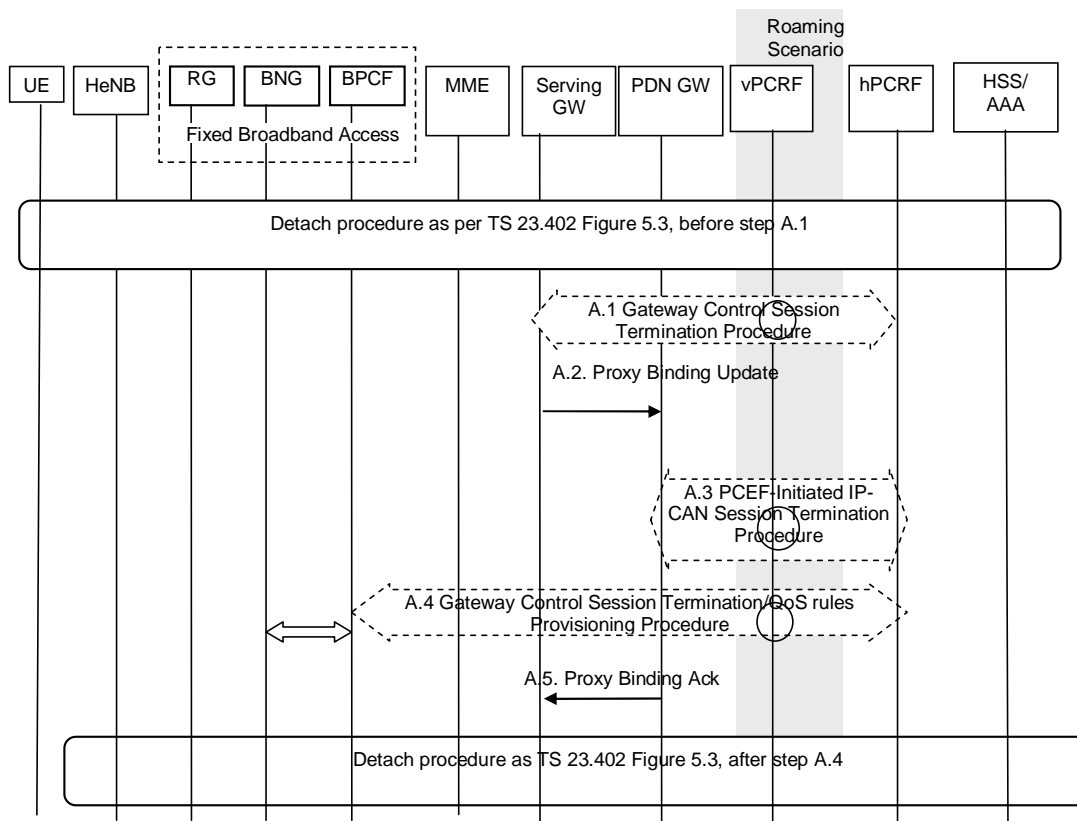 Roaming
Scenario
UE
HeNB
RG
BNG
BPCF
Fixed Broadband Access
MME
Serving
GW
PDN GW
vPCRF
hPCRF
HSS/
AAA
Detach procedure as per TS 23.402 Figure 5.3, before step A.1
A.1 Gateway Control Session
Termination Procedure
A.2. Proxy Binding Update
A.3 PCEF-Initiated IP-
CAN Session Termination
Procedure
A.4 Gateway Control Session Termination/QoS rules
Provisioning Procedure
A.5. Proxy Binding Ack
Detach procedure as TS 23.402 Figure 5.3, after step A.4